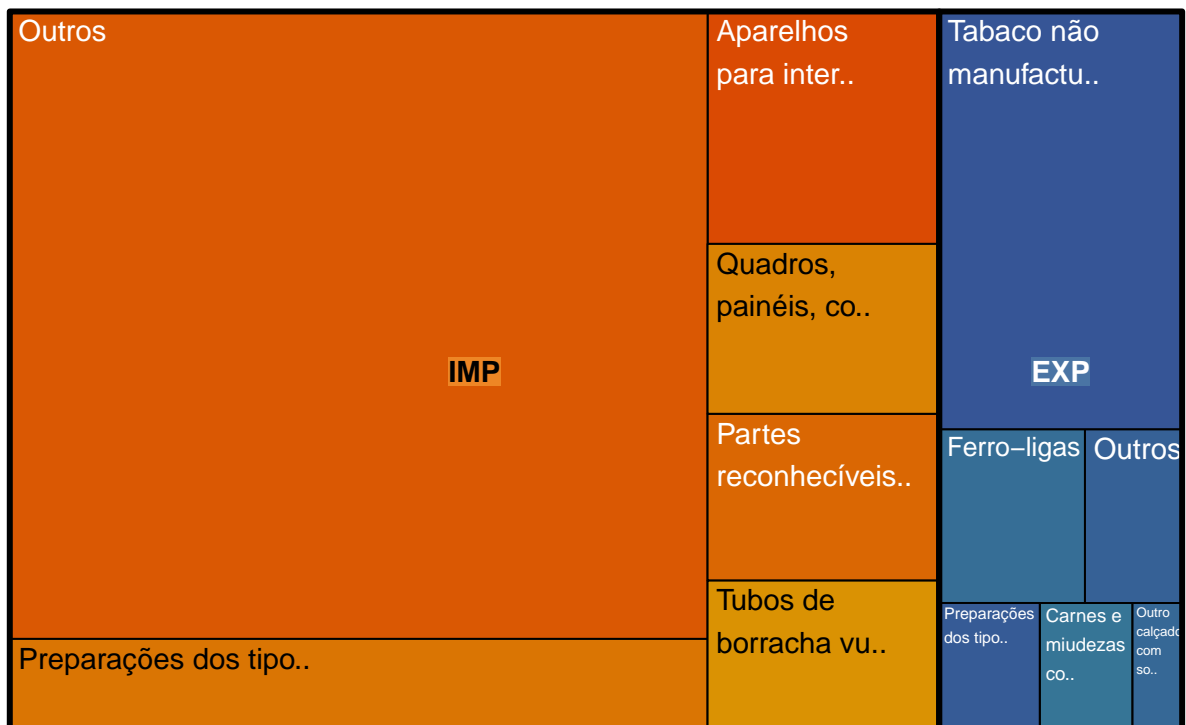 Outros
IMP
Preparações dos tipo..
Aparelhos
para inter..
Quadros,
painéis, co..
Partes
reconhecíveis..
Tubos de
borracha vu..
Tabaco não
manufactu..
EXP
Ferro−ligas
Outros
Preparações
dos tipo..
Carnes e
miudezas
co..
Outro
calçado
com
so..